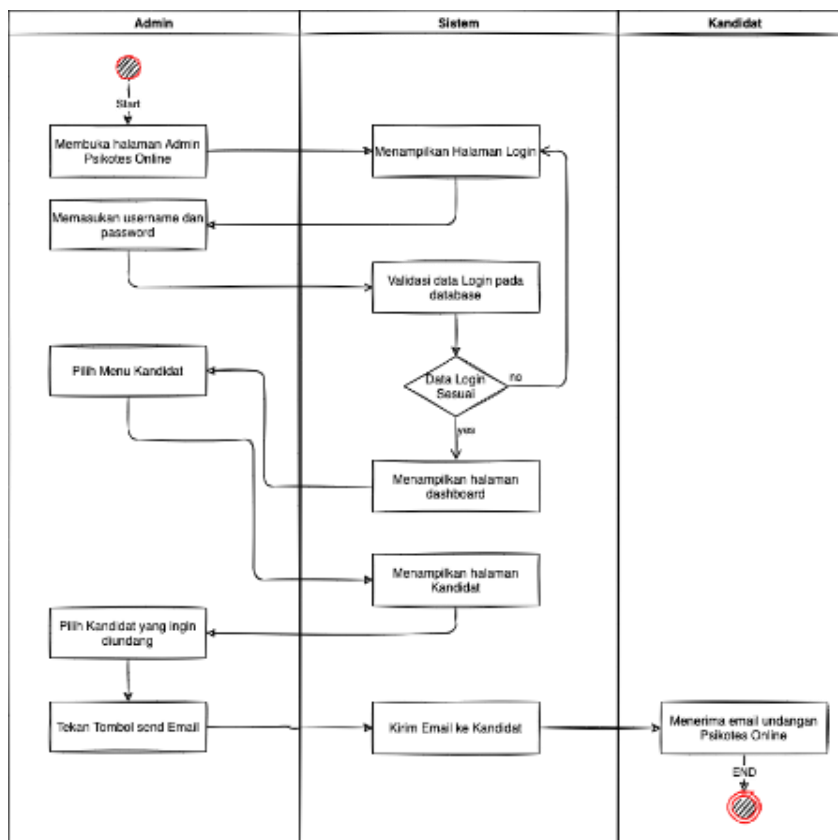 Admin
Sistem
Kandidat
Start
Membuka halaman Admin
Psikotes Online
Menampilkan Halaman Login
Memasukan username dan
password
Validasi data Login pada
database
Pilih Menu Kandidat
Data Login
Sesuai
no
yes
Menampilkan halaman
dashboard
Menampilkan halaman
Kandidat
Pilih Kandidat yang ingin
diundang
Tekan Tombol send Email
Kirim Email ke Kandidat
Menerima email undangan
Psikotes Online
END